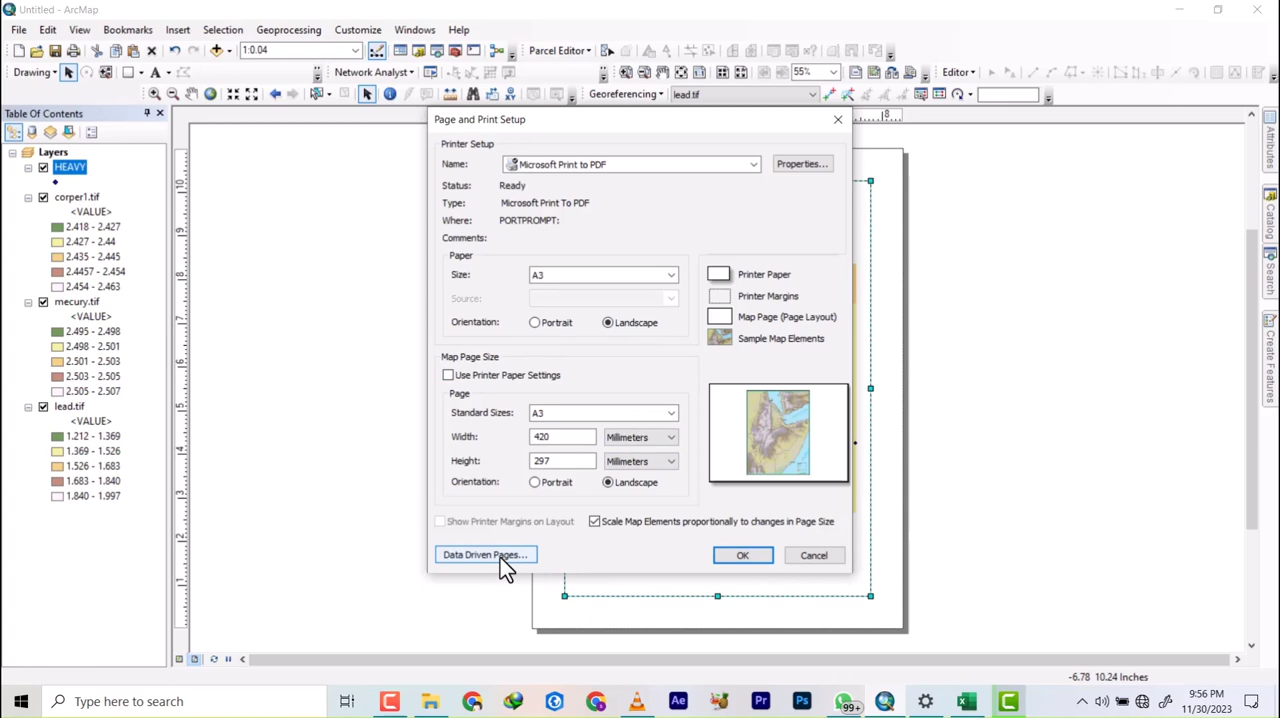 Untitled - ArcMap
File Edit View Bookmarks Insert Selection Geoprocessing Customize Windows Help
1:0.04
Parcel Editor
Drawing
A
Network Analyst
55%
Editor
Georeferencing
lead.tif
Table Of Contents
Layers
HEAVY
corper1.tif
<VALUE>
2.418 - 2.427
2.427 - 2.44
2.435 - 2.445
2.4457 - 2.454
2.454 - 2.463
mecury.tif
<VALUE>
2.495 - 2.498
2.498 - 2.501
2.501 - 2.503
2.503 - 2.505
2.505 - 2.507
lead.tif
<VALUE>
1.212 - 1.369
1.369 - 1.526
1.526 - 1.683
1.683 - 1.840
1.840 - 1.997
Page and Print Setup
Printer Setup
Name:
Microsoft Print to PDF
Properties...
Status:
Ready
Type:
Microsoft Print To PDF
Where:
PORTPROMPT:
Comments:
Paper
Size:
A3
Source:
Orientation:
Portrait
Landscape
Printer Paper
Printer Margins
Map Page (Page Layout)
Sample Map Elements
Map Page Size
Use Printer Paper Settings
Page
Standard Sizes:
A3
Width:
420
Millimeters
Height:
297
Millimeters
Orientation:
Portrait
Landscape
Show Printer Margins on Layout
Scale Map Elements proportionally to changes in Page Size
Data Driven Pages...
OK
Cancel
8
Attributes
Catalog
Search
Create Features
-6.78 10.24 Inches
Type here to search
Ae
Pr
Ps
99+
9:56 PM
11/30/2023